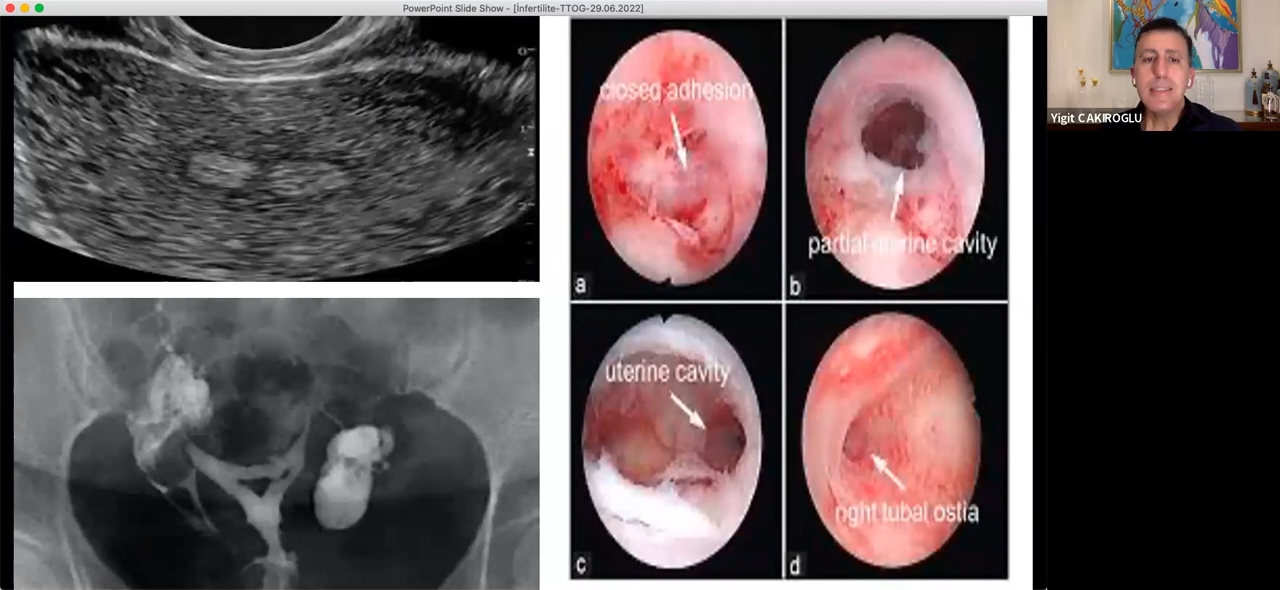 PowerPoint Slide Show - [İnfertilite-TTOG-29.06.2022]
closed adhesion
a
partial uterine cavity
b
uterine cavity
c
right tubal ostia
d
Yigit CAKIROGLU